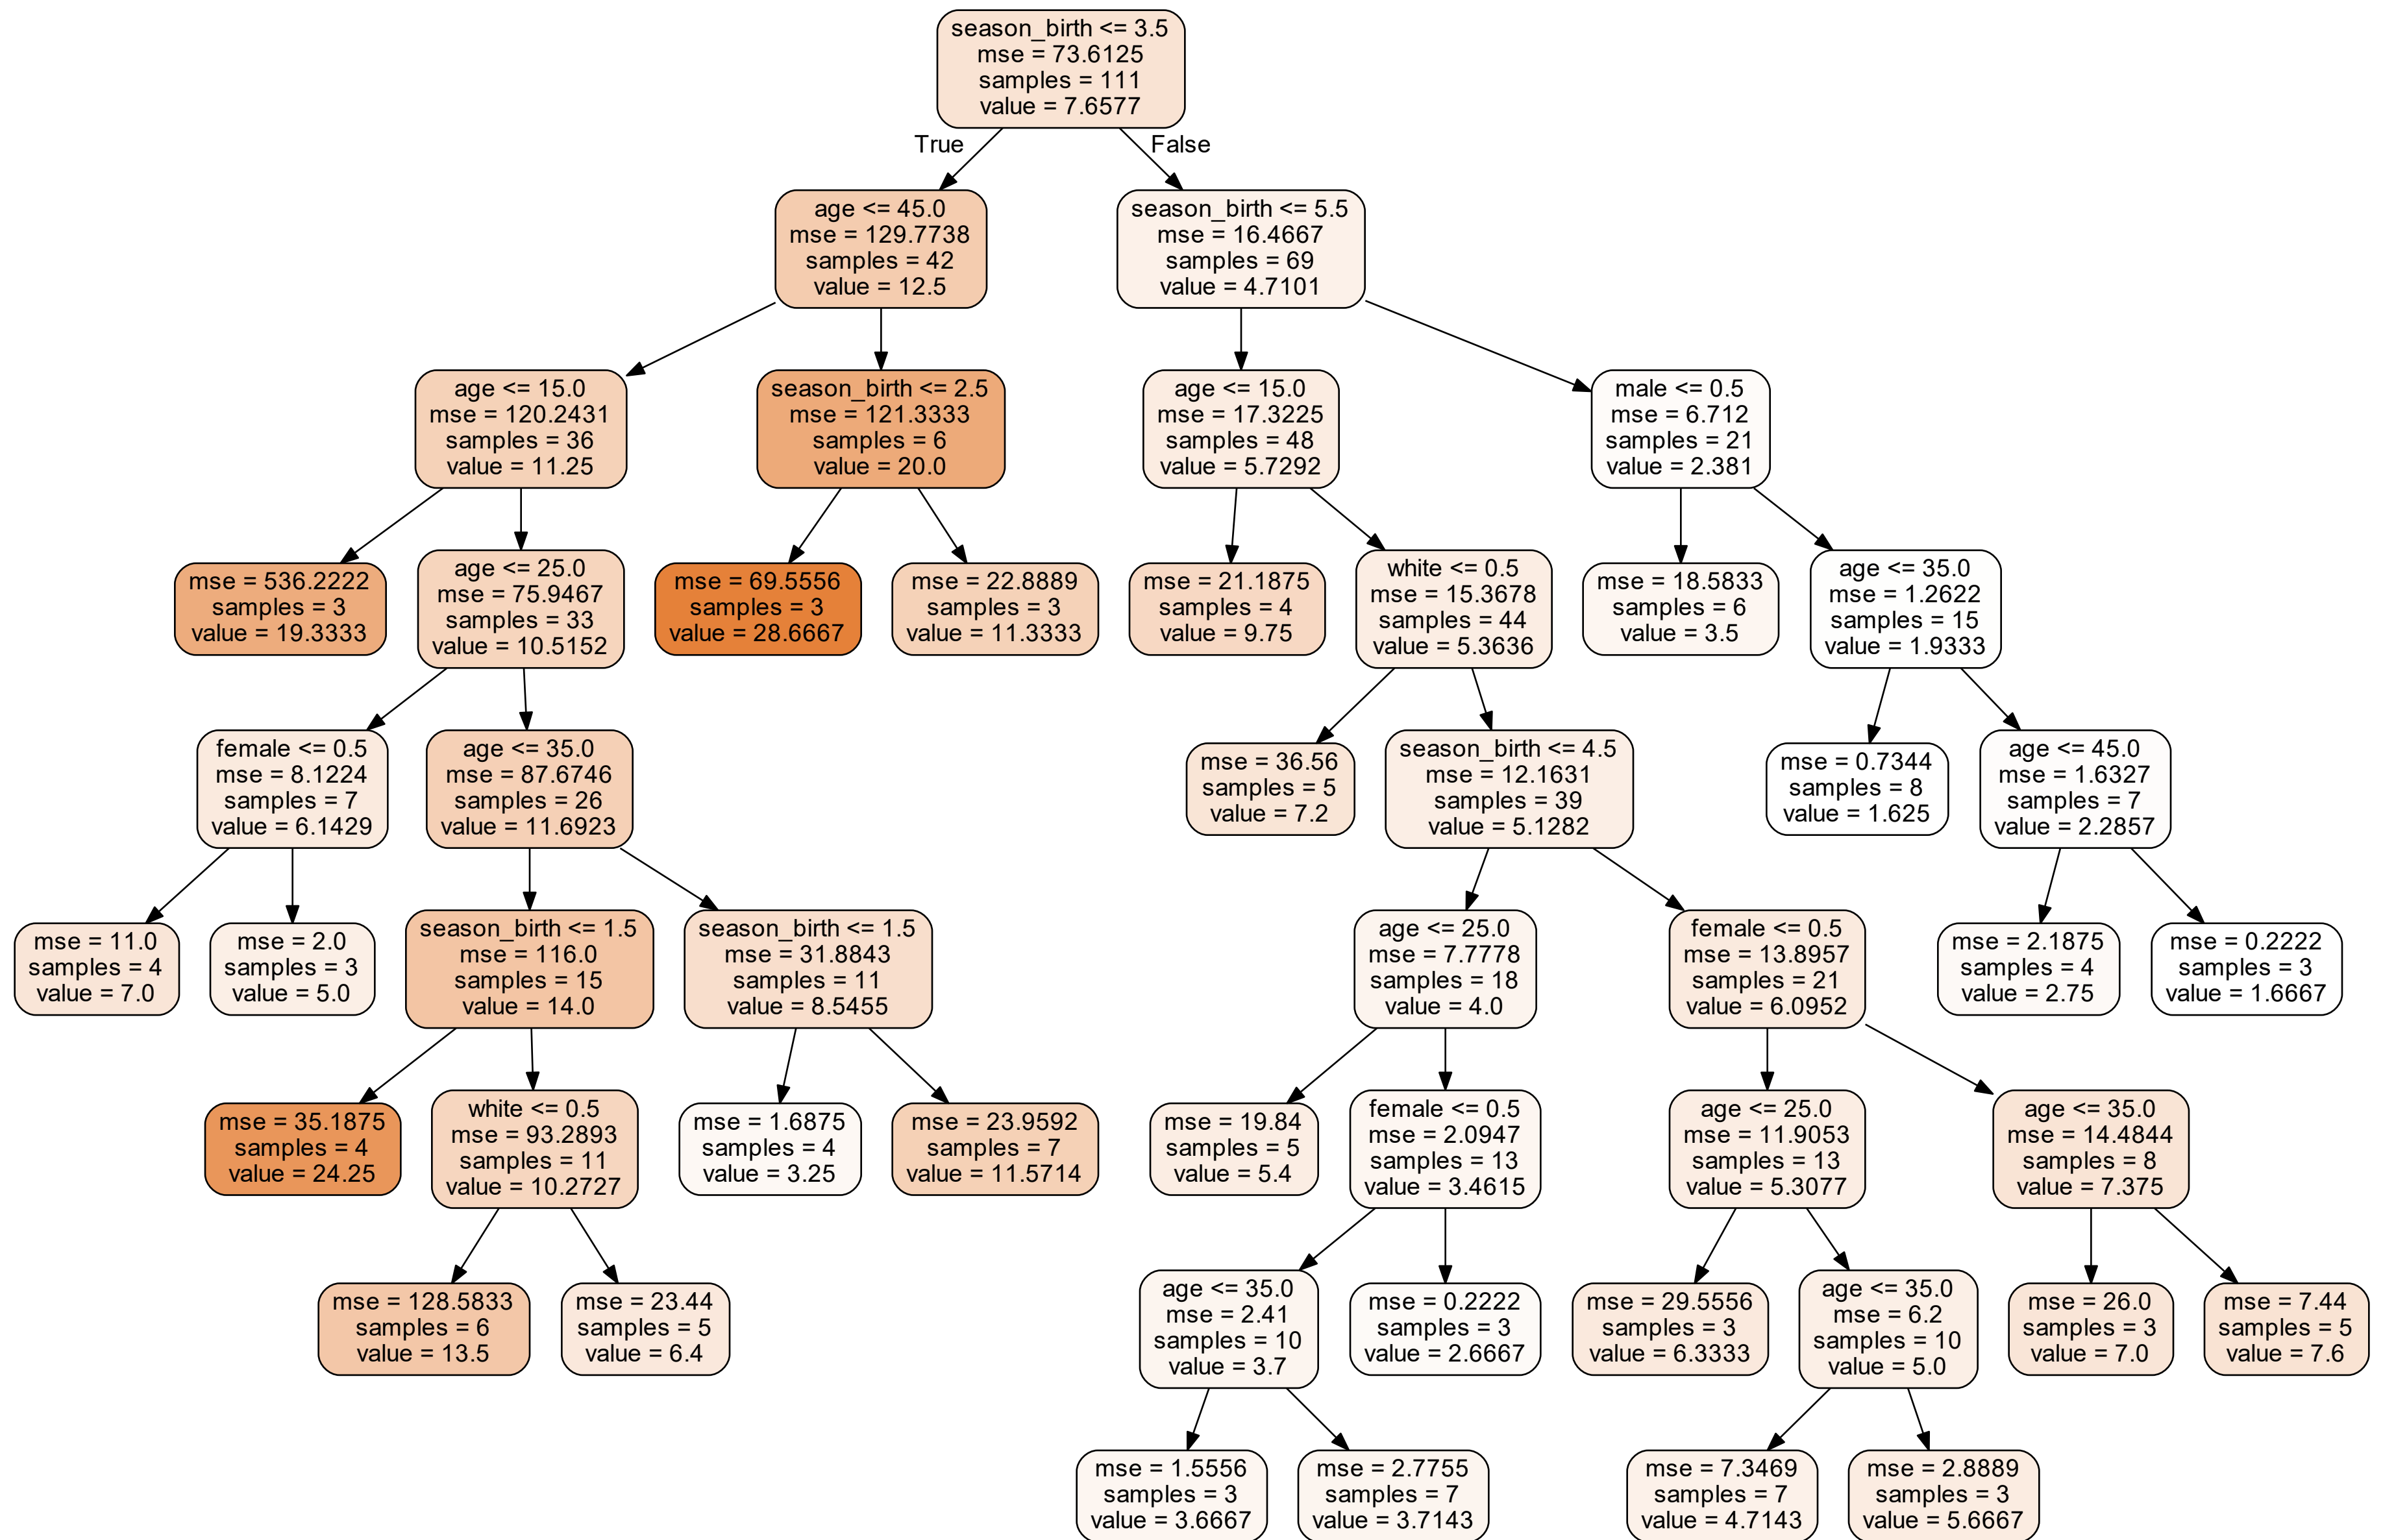 season_birth <= 3.5
mse = 73.6125
samples = 111
value = 7.6577
True
False
age <= 45.0
mse = 129.7738
samples = 42
value = 12.5
season_birth <= 5.5
mse = 16.4667
samples = 69
value = 4.7101
age <= 15.0
mse = 120.2431
samples = 36
value = 11.25
season_birth <= 2.5
mse = 121.3333
samples = 6
value = 20.0
age <= 15.0
mse = 17.3225
samples = 48
value = 5.7292
male <= 0.5
mse = 6.712
samples = 21
value = 2.381
mse = 536.2222
samples = 3
value = 19.3333
age <= 25.0
mse = 75.9467
samples = 33
value = 10.5152
mse = 69.5556
samples = 3
value = 28.6667
mse = 22.8889
samples = 3
value = 11.3333
mse = 21.1875
samples = 4
value = 9.75
white <= 0.5
mse = 15.3678
samples = 44
value = 5.3636
mse = 18.5833
samples = 6
value = 3.5
age <= 35.0
mse = 1.2622
samples = 15
value = 1.9333
female <= 0.5
mse = 8.1224
samples = 7
value = 6.1429
age <= 35.0
mse = 87.6746
samples = 26
value = 11.6923
mse = 36.56
samples = 5
value = 7.2
season_birth <= 4.5
mse = 12.1631
samples = 39
value = 5.1282
mse = 0.7344
samples = 8
value = 1.625
age <= 45.0
mse = 1.6327
samples = 7
value = 2.2857
mse = 11.0
samples = 4
value = 7.0
mse = 2.0
samples = 3
value = 5.0
season_birth <= 1.5
mse = 116.0
samples = 15
value = 14.0
season_birth <= 1.5
mse = 31.8843
samples = 11
value = 8.5455
age <= 25.0
mse = 7.7778
samples = 18
value = 4.0
female <= 0.5
mse = 13.8957
samples = 21
value = 6.0952
mse = 2.1875
samples = 4
value = 2.75
mse = 0.2222
samples = 3
value = 1.6667
mse = 35.1875
samples = 4
value = 24.25
white <= 0.5
mse = 93.2893
samples = 11
value = 10.2727
mse = 1.6875
samples = 4
value = 3.25
mse = 23.9592
samples = 7
value = 11.5714
mse = 19.84
samples = 5
value = 5.4
female <= 0.5
mse = 2.0947
samples = 13
value = 3.4615
age <= 25.0
mse = 11.9053
samples = 13
value = 5.3077
age <= 35.0
mse = 14.4844
samples = 8
value = 7.375
mse = 128.5833
samples = 6
value = 13.5
mse = 23.44
samples = 5
value = 6.4
age <= 35.0
mse = 2.41
samples = 10
value = 3.7
mse = 0.2222
samples = 3
value = 2.6667
mse = 29.5556
samples = 3
value = 6.3333
age <= 35.0
mse = 6.2
samples = 10
value = 5.0
mse = 26.0
samples = 3
value = 7.0
mse = 7.44
samples = 5
value = 7.6
mse = 1.5556
samples = 3
value = 3.6667
mse = 2.7755
samples = 7
value = 3.7143
mse = 7.3469
samples = 7
value = 4.7143
mse = 2.8889
samples = 3
value = 5.6667